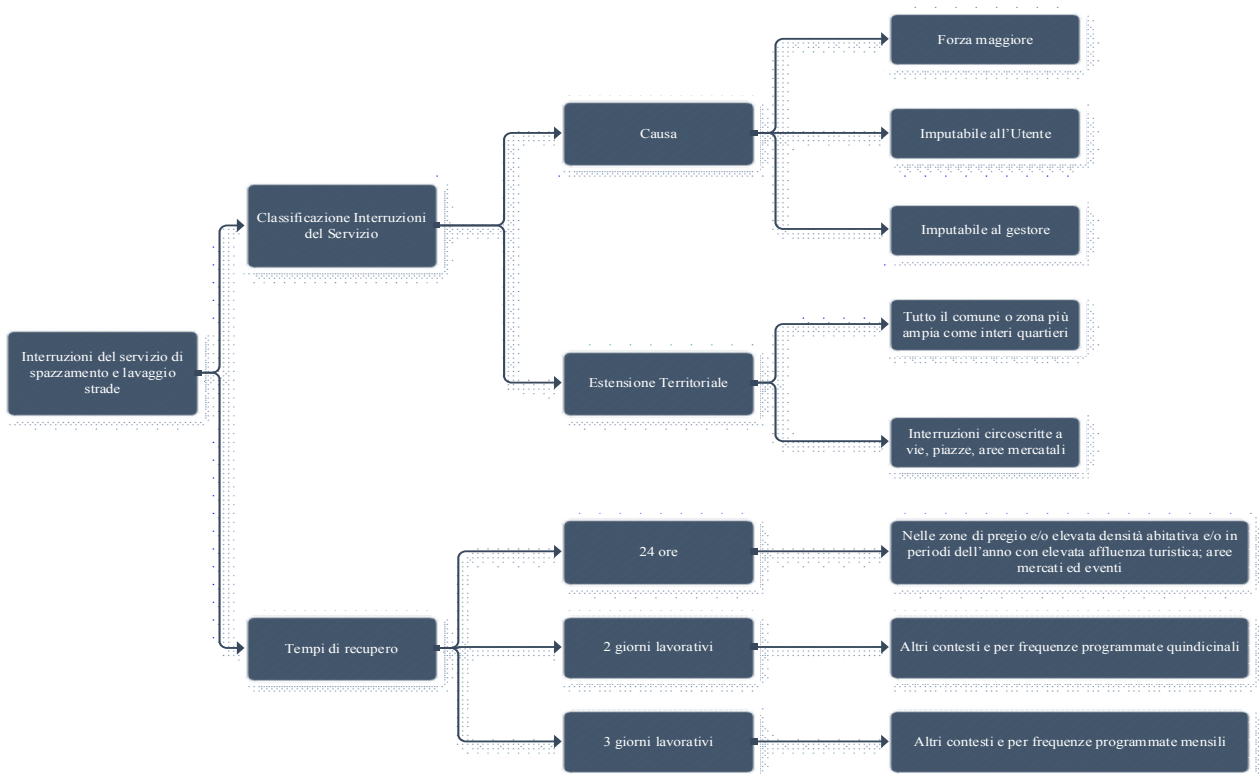 Interruzioni del servizio di
spazzamento e lavaggio
strade
Classificazione Interruzioni
del Servizio
Causa
Forza maggiore
Imputabile all’Utente
Imputabile al gestore
Estensione Territoriale
Tutto il comune o zona più
ampia come interi quartieri
Interruzioni circoscritte a
vie, piazze, aree mercatali
Tempi di recupero
24 ore
Nelle zone di pregio e/o elevata densità abitativa e/o in
periodi dell’anno con elevata affluenza turistica; aree
mercati ed eventi
2 giorni lavorativi
Altri contesti e per frequenze programmate quindicinali
3 giorni lavorativi
Altri contesti e per frequenze programmate mensili